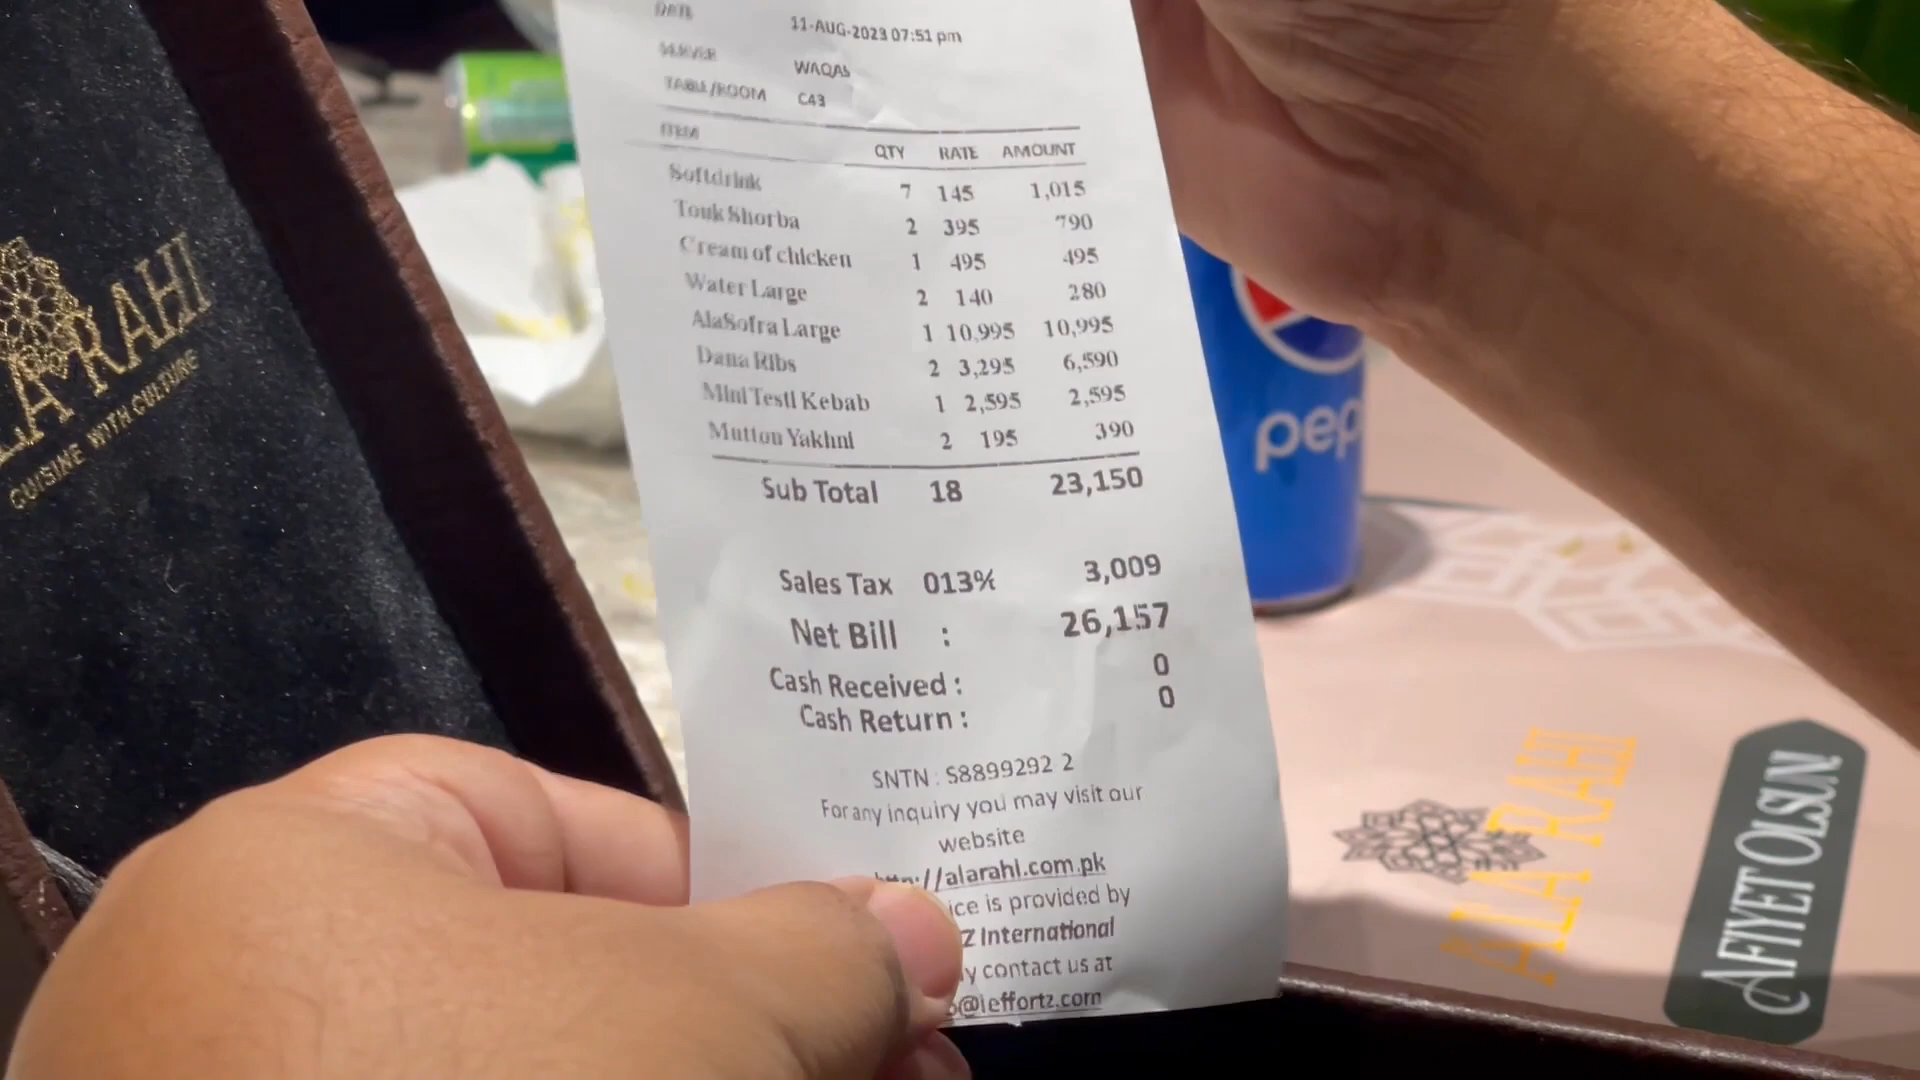 DATE 11-AUG-2023 07:51 pm
SERVER WAQAS
TABLE/ROOM C43
ITEM QTY RATE AMOUNT
Softdrink 7 145 1,015
Touk Shorba 2 395 790
Cream of chicken 1 495 495
Water Large 2 140 280
AlaSofra Large 1 10,995 10,995
Dana Ribs 2 3,295 6,590
Mini Testi Kebab 1 2,595 2,595
Mutton Yakhni 2 195 390
Sub Total 18 23,150
Sales Tax 013% 3,009
Net Bill : 26,157
Cash Received : 0
Cash Return : 0
SNTN : S8899292 2
For any inquiry you may visit our
website
//alarahi.com.pk
ice is provided by
Z International
y contact us at
@ieffortz.com
ALA RAHI
CUISINE WITH CULTURE
pep
ALA RAHI
AFIYET OLSUN